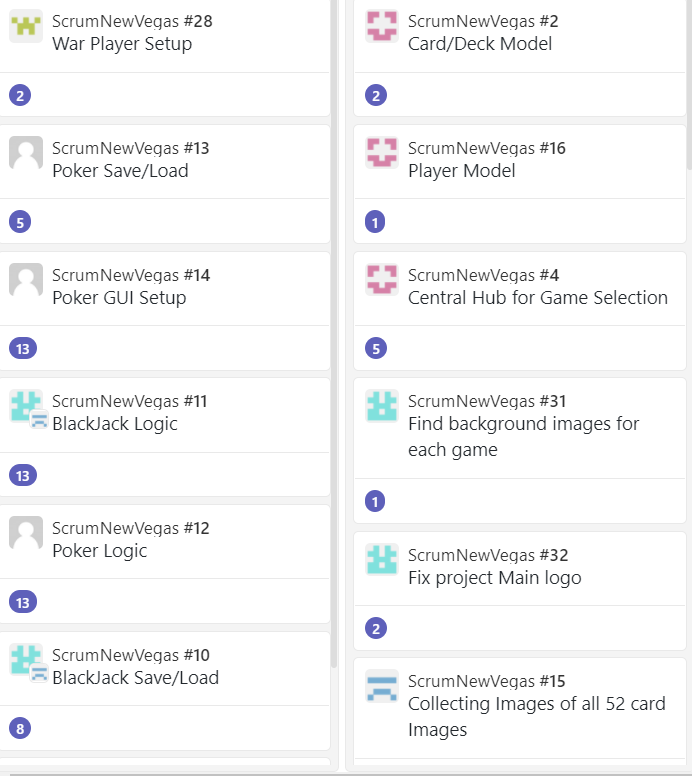 ScrumNewVegas #28
War Player Setup
2
ScrumNewVegas #13
Poker Save/Load
5
ScrumNewVegas #14
Poker GUI Setup
13
ScrumNewVegas #11
BlackJack Logic
13
ScrumNewVegas #12
Poker Logic
13
ScrumNewVegas #10
BlackJack Save/Load
8
ScrumNewVegas #2
Card/Deck Model
2
ScrumNewVegas #16
Player Model
1
ScrumNewVegas #4
Central Hub for Game Selection
5
ScrumNewVegas #31
Find background images for
each game
1
ScrumNewVegas #32
Fix project Main logo
2
ScrumNewVegas #15
Collecting Images of all 52 card
Images